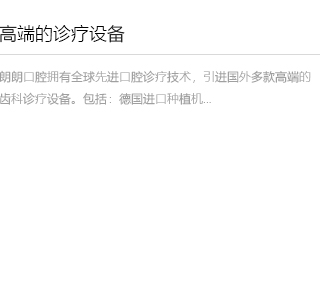 高端的诊疗设备
朗朗口腔拥有全球先进口腔诊疗技术，引进国外多款高端的
齿科诊疗设备。包括：德国进口种植机...